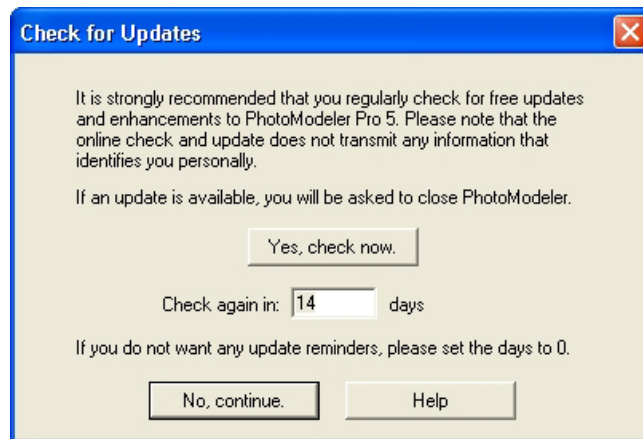 Check for Updates
It is strongly recommended that you regularly check for free updates
and enhancements to PhotoModeler Pro 5. Please note that the
online check and update does not transmit any information that
identifies you personally.
If an update is available, you will be asked to close PhotoModeler.
Yes, check now.
Check again in: 14 days
If you do not want any update reminders, please set the days to 0.
No, continue. Help